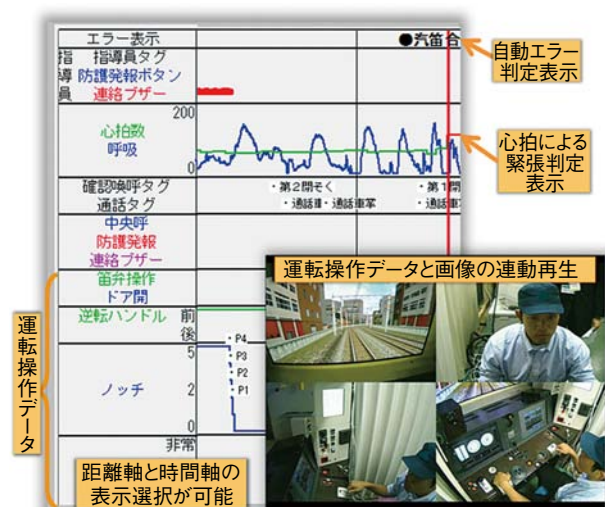 エラー表示
●汽笛合
自動エラー
判定表示
指導員
指導員タグ
防護発報ボタン
連絡ブザー
200
心拍数
呼吸
0
心拍による
緊張判定
表示
確認喚呼タグ
・第2閉そく
・第1閉
通話タグ
・通話車・通話車掌
・通話車
中央呼
防護発報
連絡ブザー
笛弁操作
ドア開
逆転ハンドル
前
後
ノッチ
5
2
0
・P4
・P3
・P2
・P1
非常
運転操作データ
距離軸と時間軸の
表示選択が可能
運転操作データと画像の連動再生